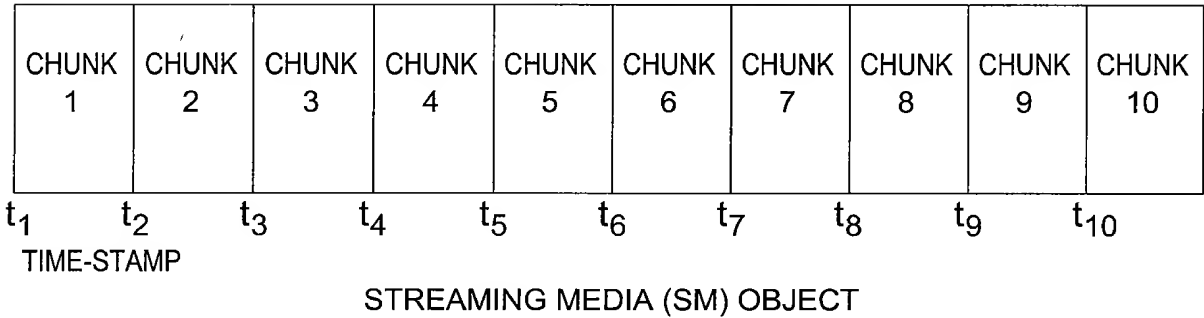 CHUNK 1 CHUNK 2 CHUNK 3 CHUNK 4 CHUNK 5 CHUNK 6 CHUNK 7 CHUNK 8 CHUNK 9 CHUNK 10
t1 t2 t3 t4 t5 t6 t7 t8 t9 t10
TIME-STAMP
STREAMING MEDIA (SM) OBJECT